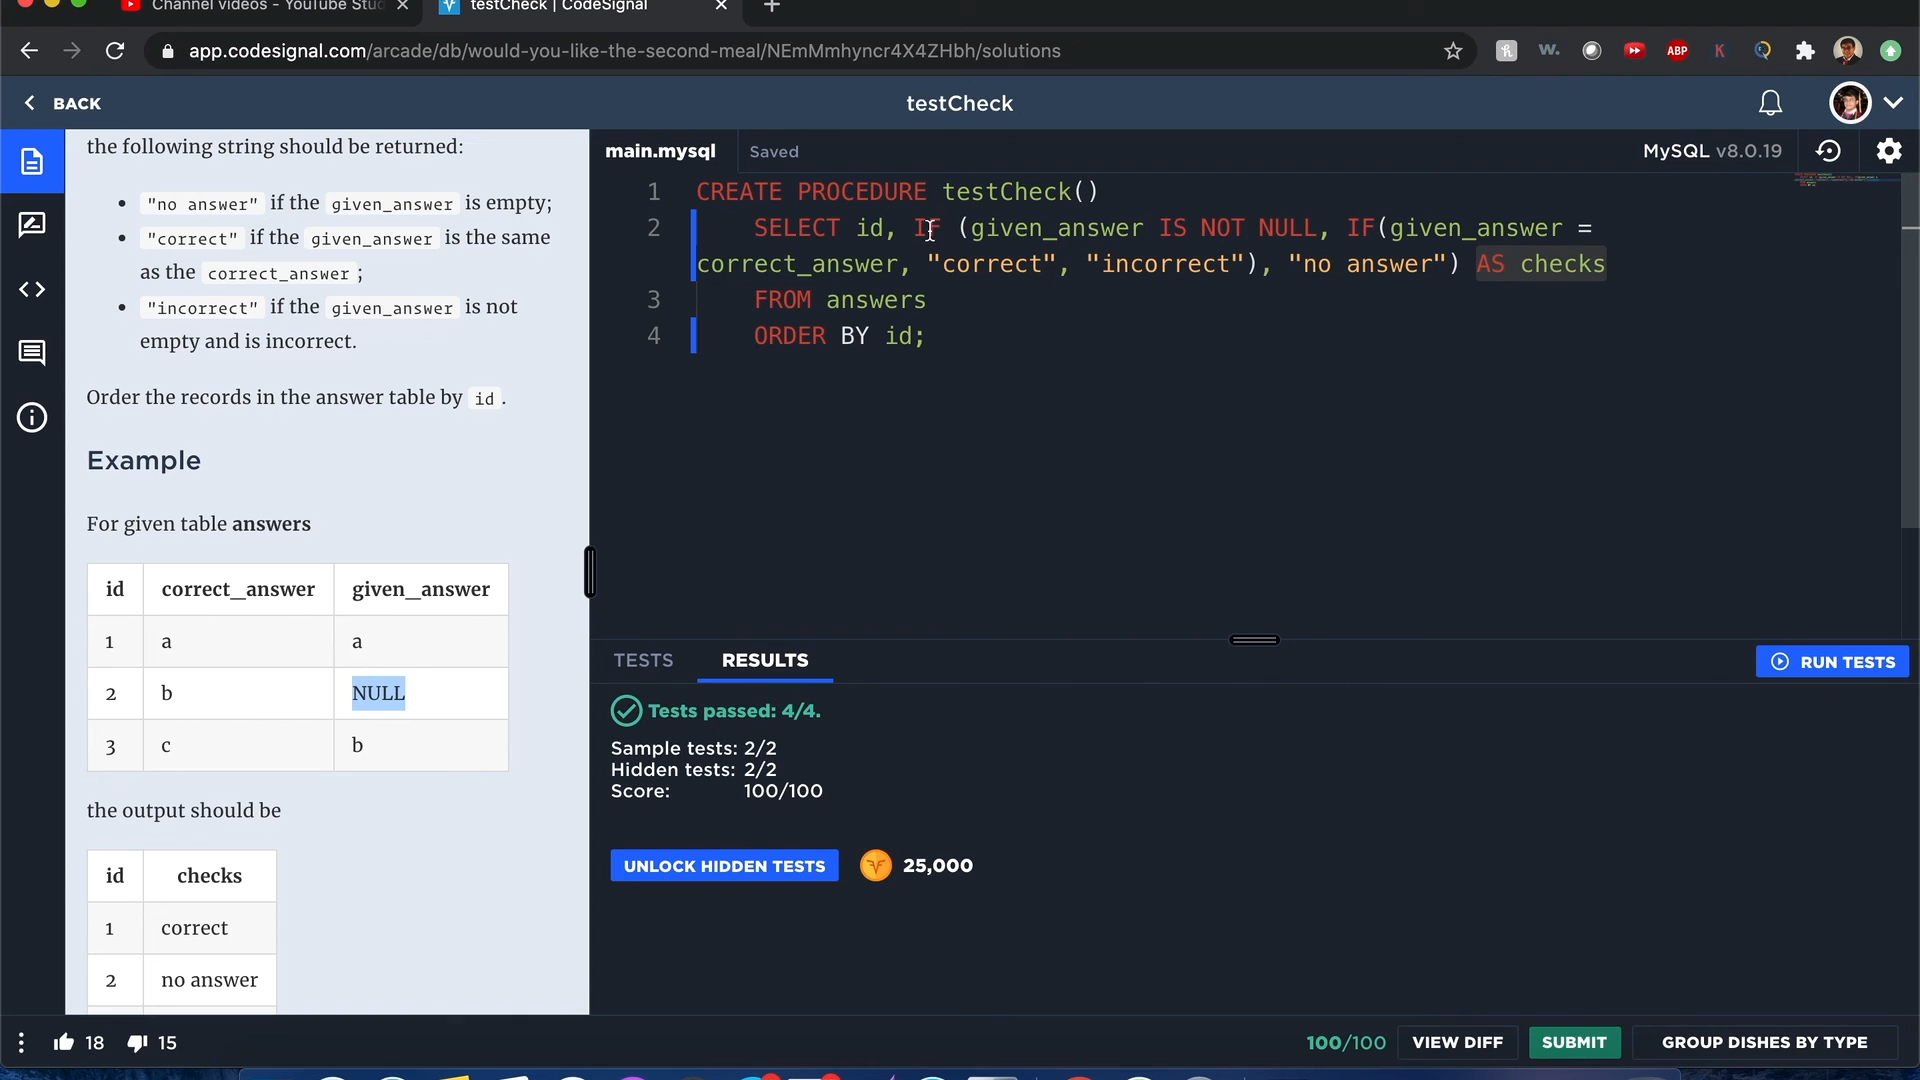 Channel videos - YouTube Stud
testCheck | CodeSignal
app.codesignal.com/arcade/db/would-you-like-the-second-meal/NEmMmhyncr4X4ZHbh/solutions
ABP
BACK
testCheck
the following string should be returned:
"no answer" if the given_answer is empty;
"correct" if the given_answer is the same
as the correct_answer ;
"incorrect" if the given_answer is not
empty and is incorrect.
Order the records in the answer table by id .
Example
For given table answers
id correct_answer given_answer
1 a a
2 b NULL
3 c b
the output should be
id checks
1 correct
2 no answer
18 15
main.mysql Saved MySQL v8.0.19
1 CREATE PROCEDURE testCheck()
2 SELECT id, IF (given_answer IS NOT NULL, IF(given_answer =
correct_answer, "correct", "incorrect"), "no answer") AS checks
3 FROM answers
4 ORDER BY id;
TESTS RESULTS RUN TESTS
Tests passed: 4/4.
Sample tests: 2/2
Hidden tests: 2/2
Score: 100/100
UNLOCK HIDDEN TESTS 25,000
100/100 VIEW DIFF SUBMIT GROUP DISHES BY TYPE